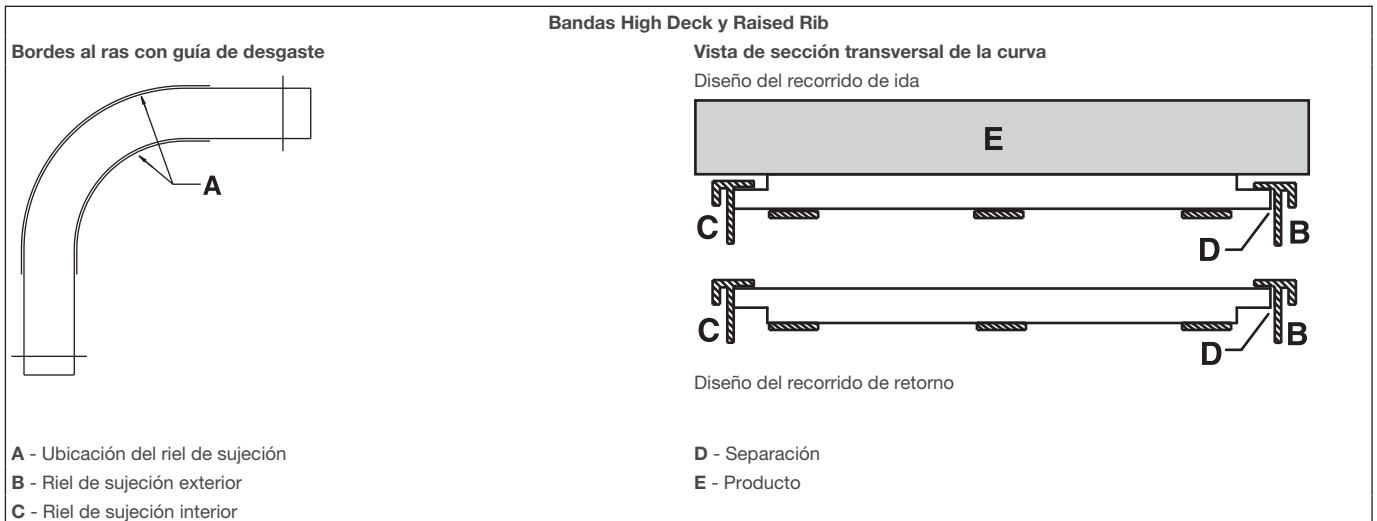 Bandas High Deck y Raised Rib
Bordes al ras con guía de desgaste
A
Vista de sección transversal de la curva
Diseño del recorrido de ida
E
C
D
B
C
D
B
Diseño del recorrido de retorno
A - Ubicación del riel de sujeción
B - Riel de sujeción exterior
C - Riel de sujeción interior
D - Separación
E - Producto